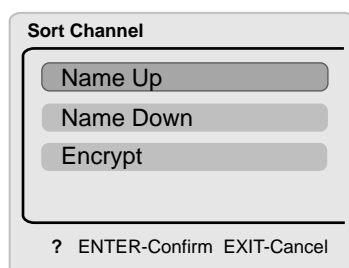 Sort Channel
Name Up
Name Down
Encrypt
? ENTER-Confirm EXIT-Cancel